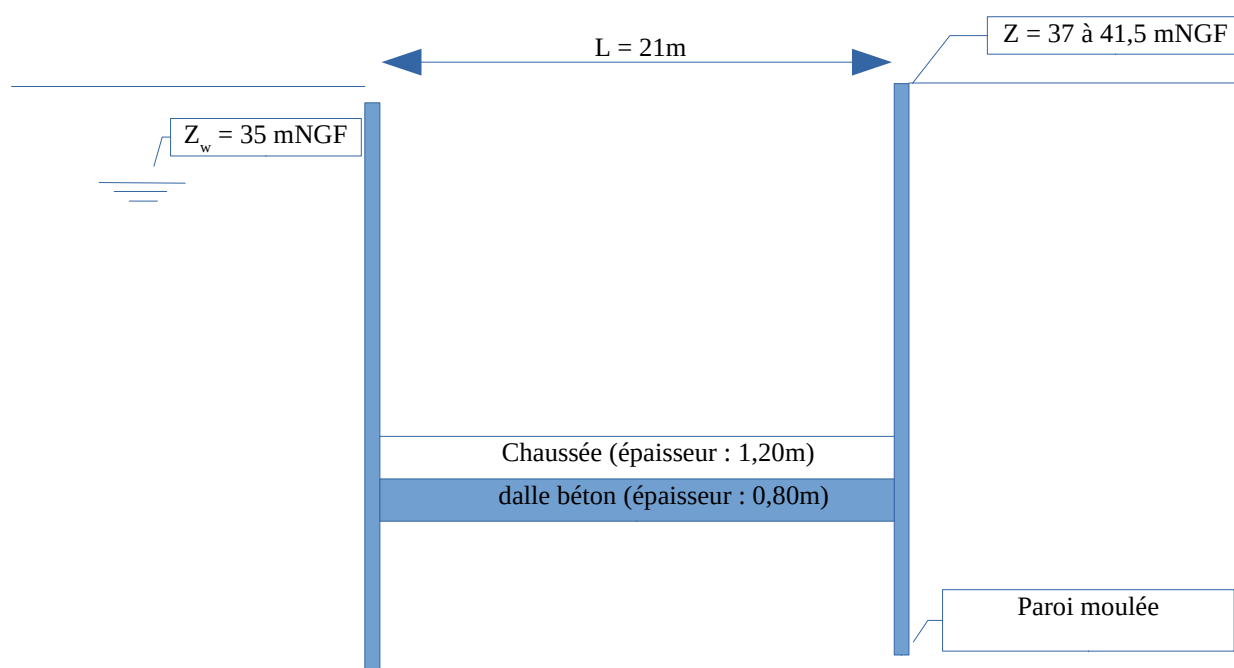 L = 21m
Z = 37 à 41,5 mNGF
Zw = 35 mNGF
Chaussée (épaisseur : 1,20m)
dalle béton (épaisseur : 0,80m)
Paroi moulée